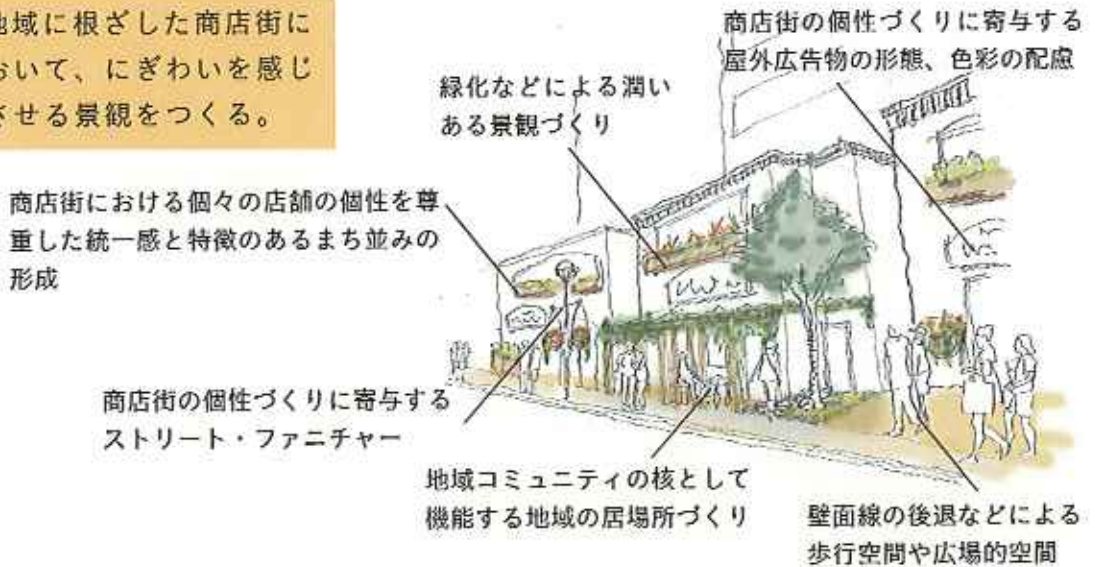 地域に根ざした商店街に
おいて、にぎわいを感じ
させる景観をつくる。
商店街の個性づくりに寄与する
屋外広告物の形態、色彩の配慮
緑化などによる潤い
ある景観づくり
商店街における個々の店舗の個性を尊
重した統一感と特徴のあるまち並みの
形成
商店街の個性づくりに寄与する
ストリート・ファニチャー
地域コミュニティの核として
機能する地域の居場所づくり
壁面線の後退などによる
歩行空間や広場的空間